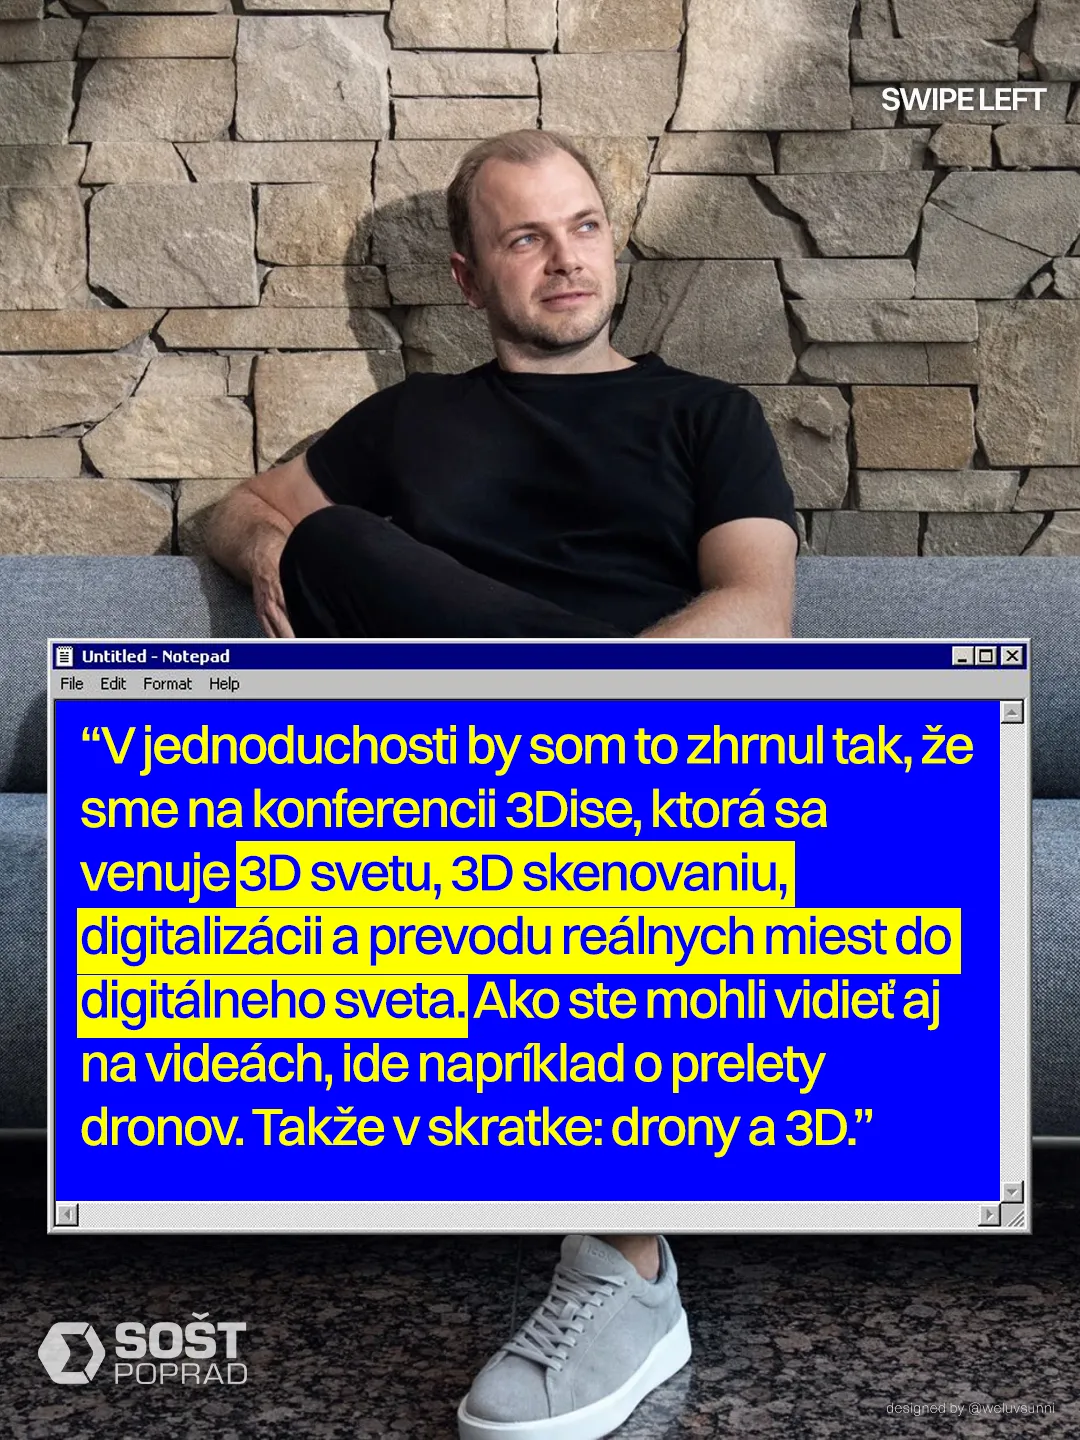 SWIPE LEFT
Untitled - Notepad
File Edit Format Help
“V jednoduchosti by som to zhrnul tak, že
sme na konferencii 3Dise, ktorá sa
venuje 3D svetu, 3D skenovaniu,
digitalizácii a prevodu reálnych miest do
digitálneho sveta. Ako ste mohli vidieť aj
na videách, ide napríklad o prelety
dronov. Takže v skratke: drony a 3D.”
SOŠT
POPRAD
designed by @weluvsunni